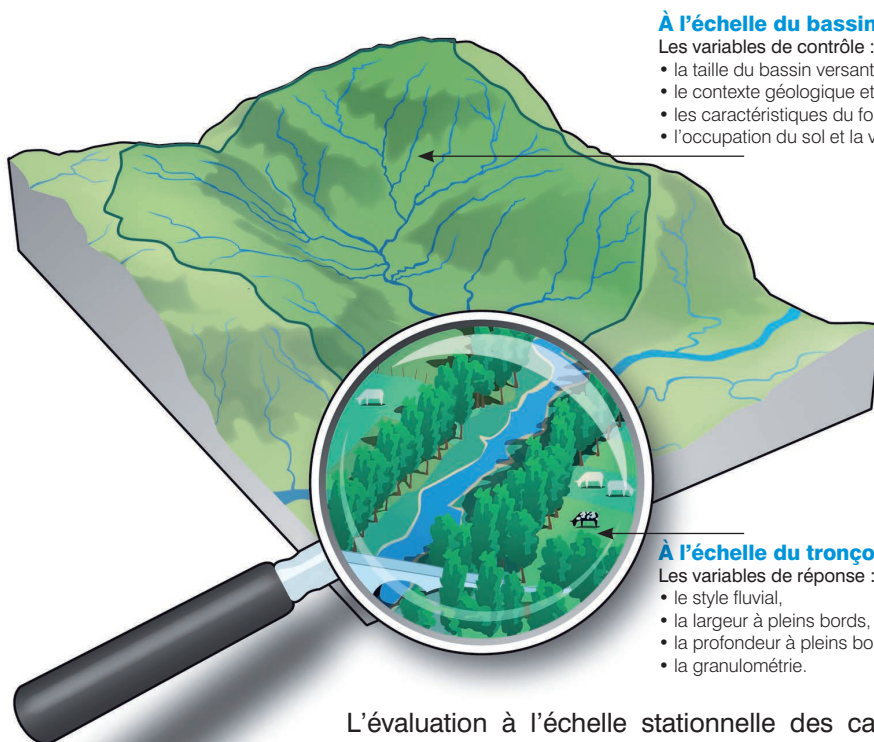 À l'échelle du bassin
Les variables de contrôle :
• la taille du bassin versant
• le contexte géologique et
• les caractéristiques du fo
• l'occupation du sol et la v
À l'échelle du tronço
Les variables de réponse :
• le style fluvial,
• la largeur à pleins bords,
• la profondeur à pleins bo
• la granulométrie.
L'évaluation à l'échelle stationnelle des ca